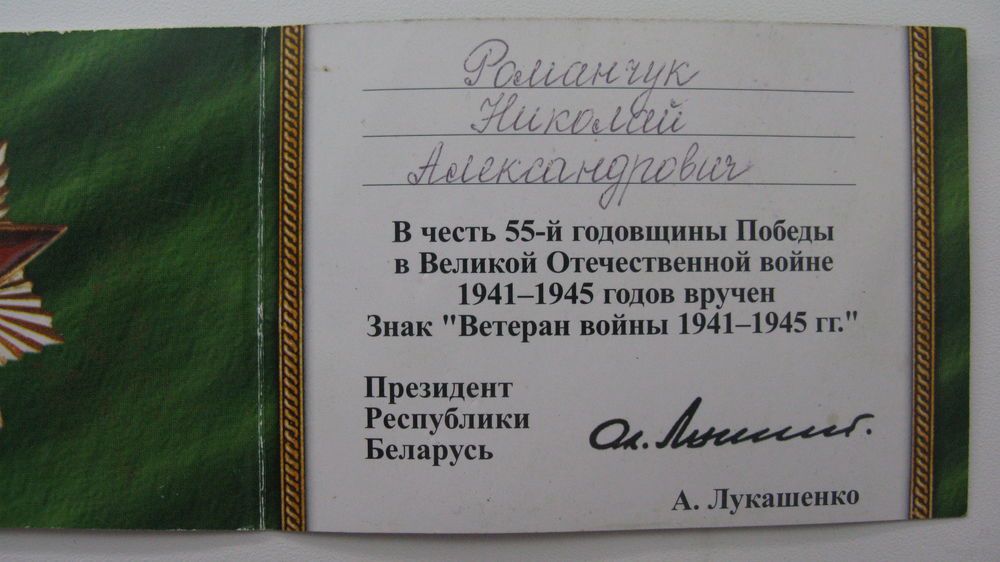 Романчук
Николай
Александрович
В честь 55-й годовщины Победы
в Великой Отечественной войне
1941–1945 годов вручен
Знак "Ветеран войны 1941–1945 гг."
Президент
Республики
Беларусь
А. Лукашенко